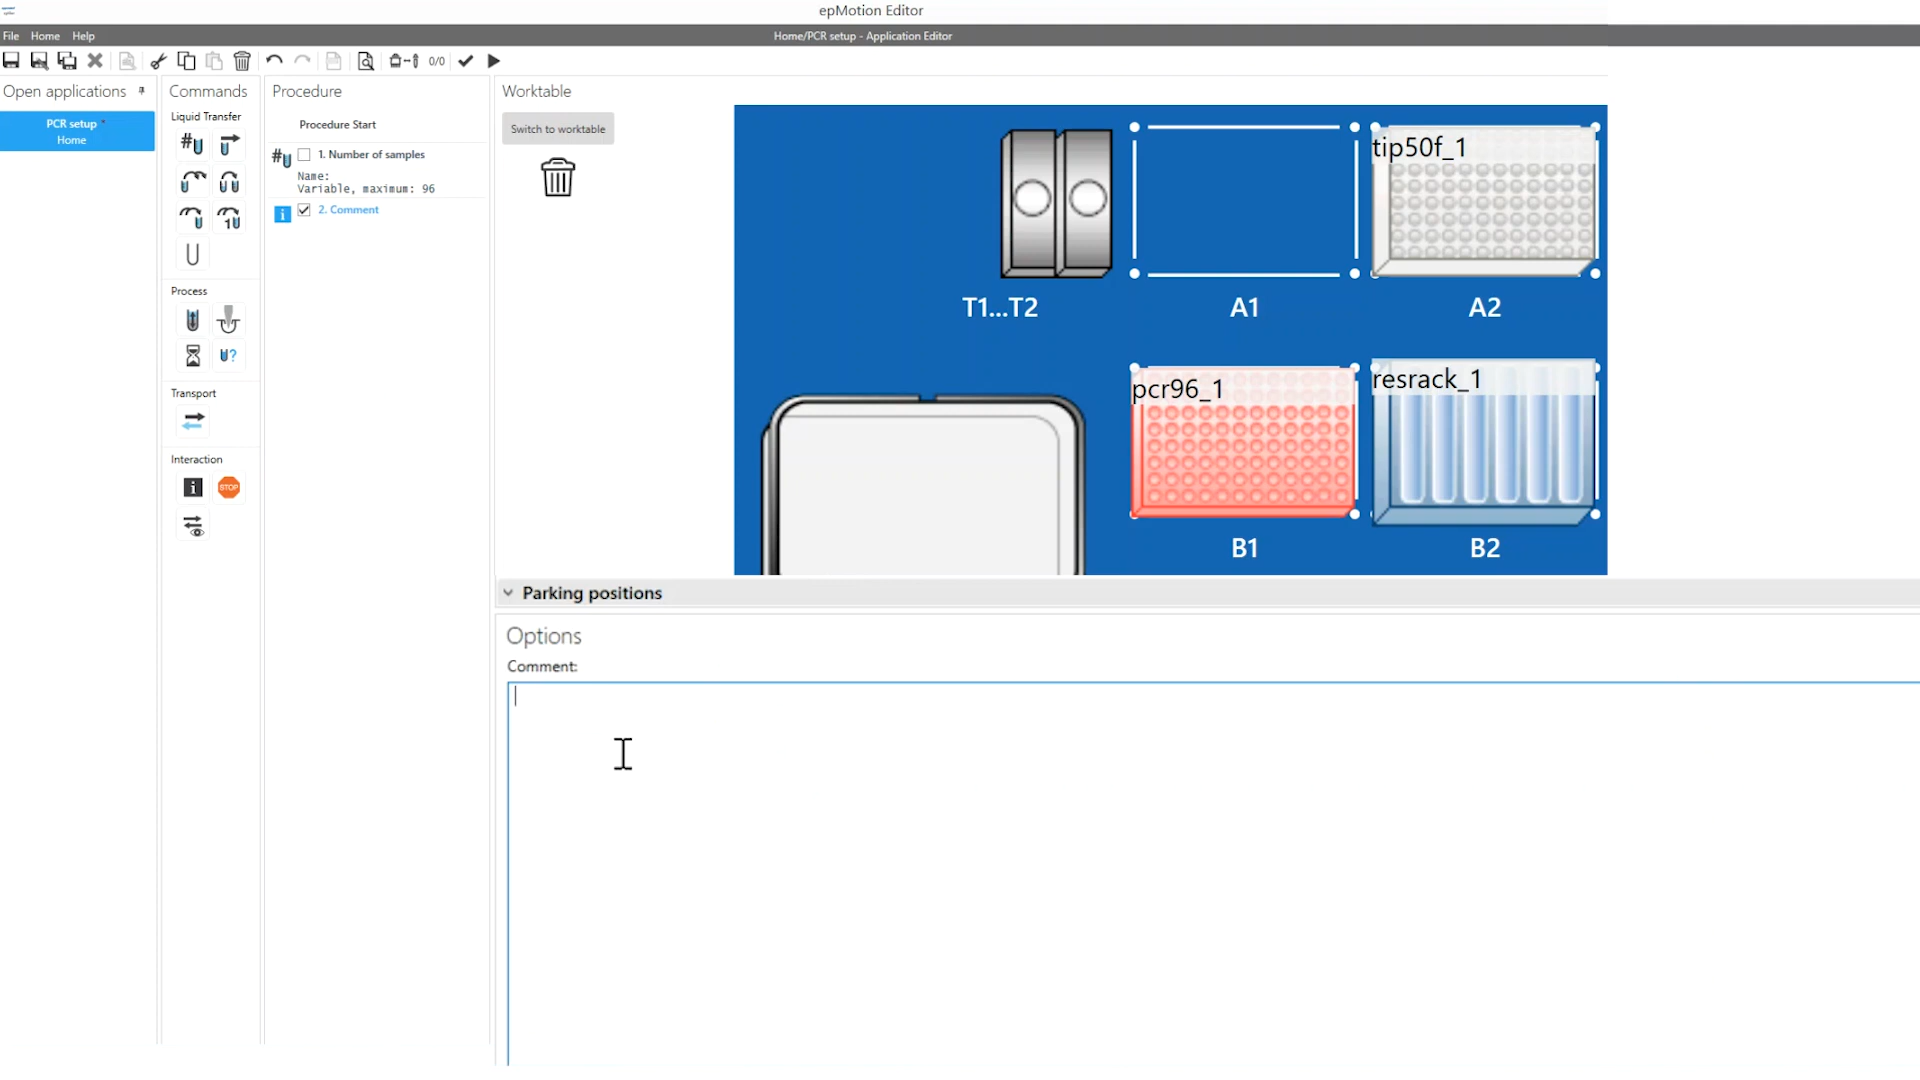 epMotion Editor
File Home Help
Home/PCR setup - Application Editor
0/0
Open applications
PCR setup *
Home
Commands
Liquid Transfer
#
1
Process
?
Transport
Interaction
i
STOP
Procedure
Procedure Start
# 1. Number of samples
Name:
Variable, maximum: 96
i 2. Comment
Worktable
Switch to worktable
tip50f_1
T1...T2
A1
A2
pcr96_1
resrack_1
B1
B2
Parking positions
Options
Comment: